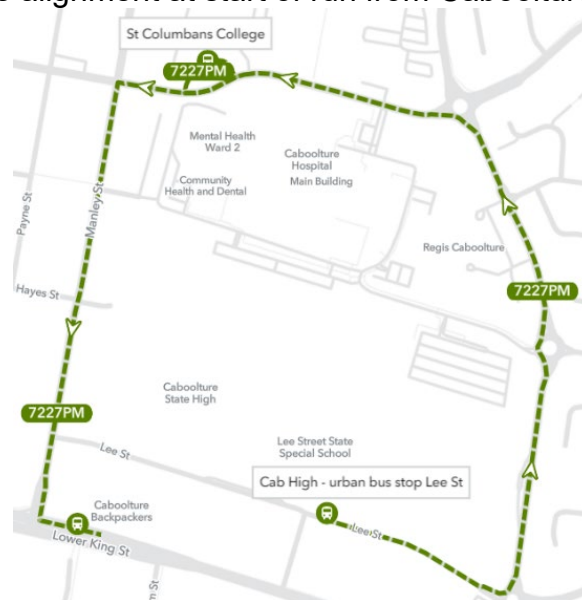 alignment at start of run from Cabooltu
St Columbans College
7227PM
Mental Health
Ward 2
Caboolture
Hospital
Main Building
Community
Health and Dental
Payne St
Manley St
Regis Caboolture
Hayes St
7227PM
Caboolture
State High
7227PM
Lee St
Lee Street State
Special School
Cab High - urban bus stop Lee St
Caboolture
Backpackers
Lee St
Lower King St
St